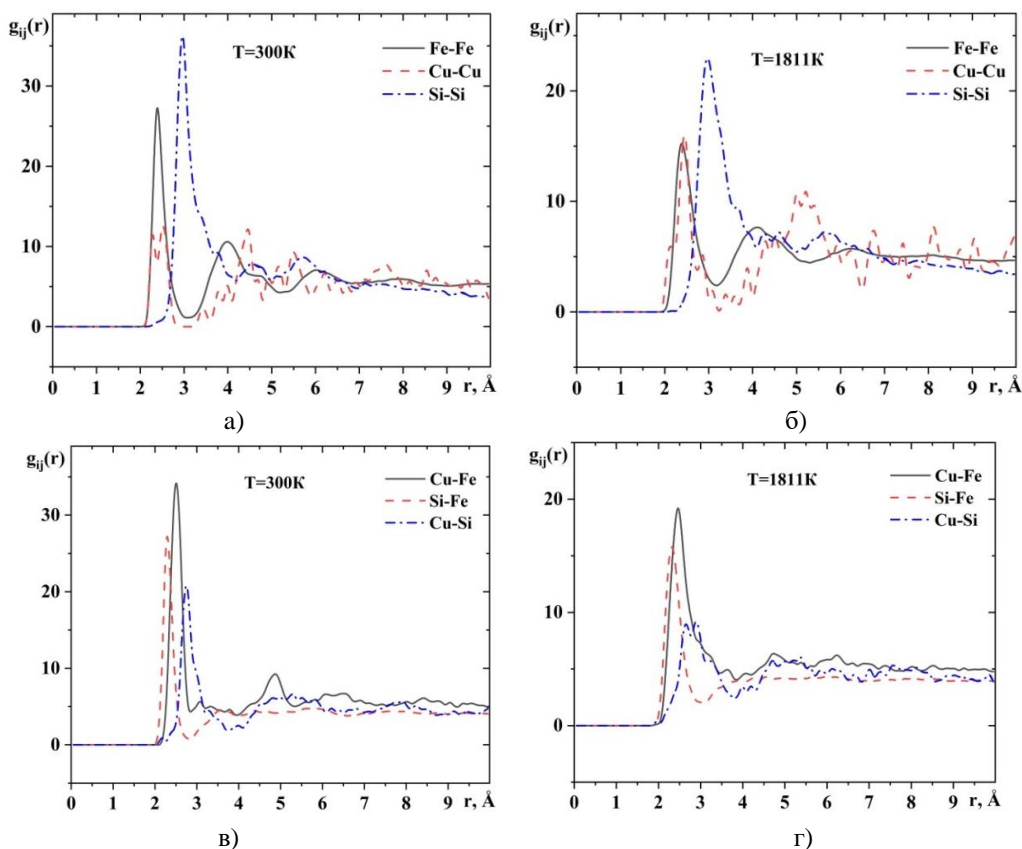 g_ij(r)
T=300K
Fe-Fe
Cu-Cu
Si-Si
30
20
10
0
0 1 2 3 4 5 6 7 8 9 r, Å
а)
g_ij(r)
T=1811K
Fe-Fe
Cu-Cu
Si-Si
20
10
0
0 1 2 3 4 5 6 7 8 9 r, Å
б)
g_ij(r)
T=300K
Cu-Fe
Si-Fe
Cu-Si
30
20
10
0
0 1 2 3 4 5 6 7 8 9 r, Å
в)
g_ij(r)
T=1811K
Cu-Fe
Si-Fe
Cu-Si
20
10
0
0 1 2 3 4 5 6 7 8 9 r, Å
г)